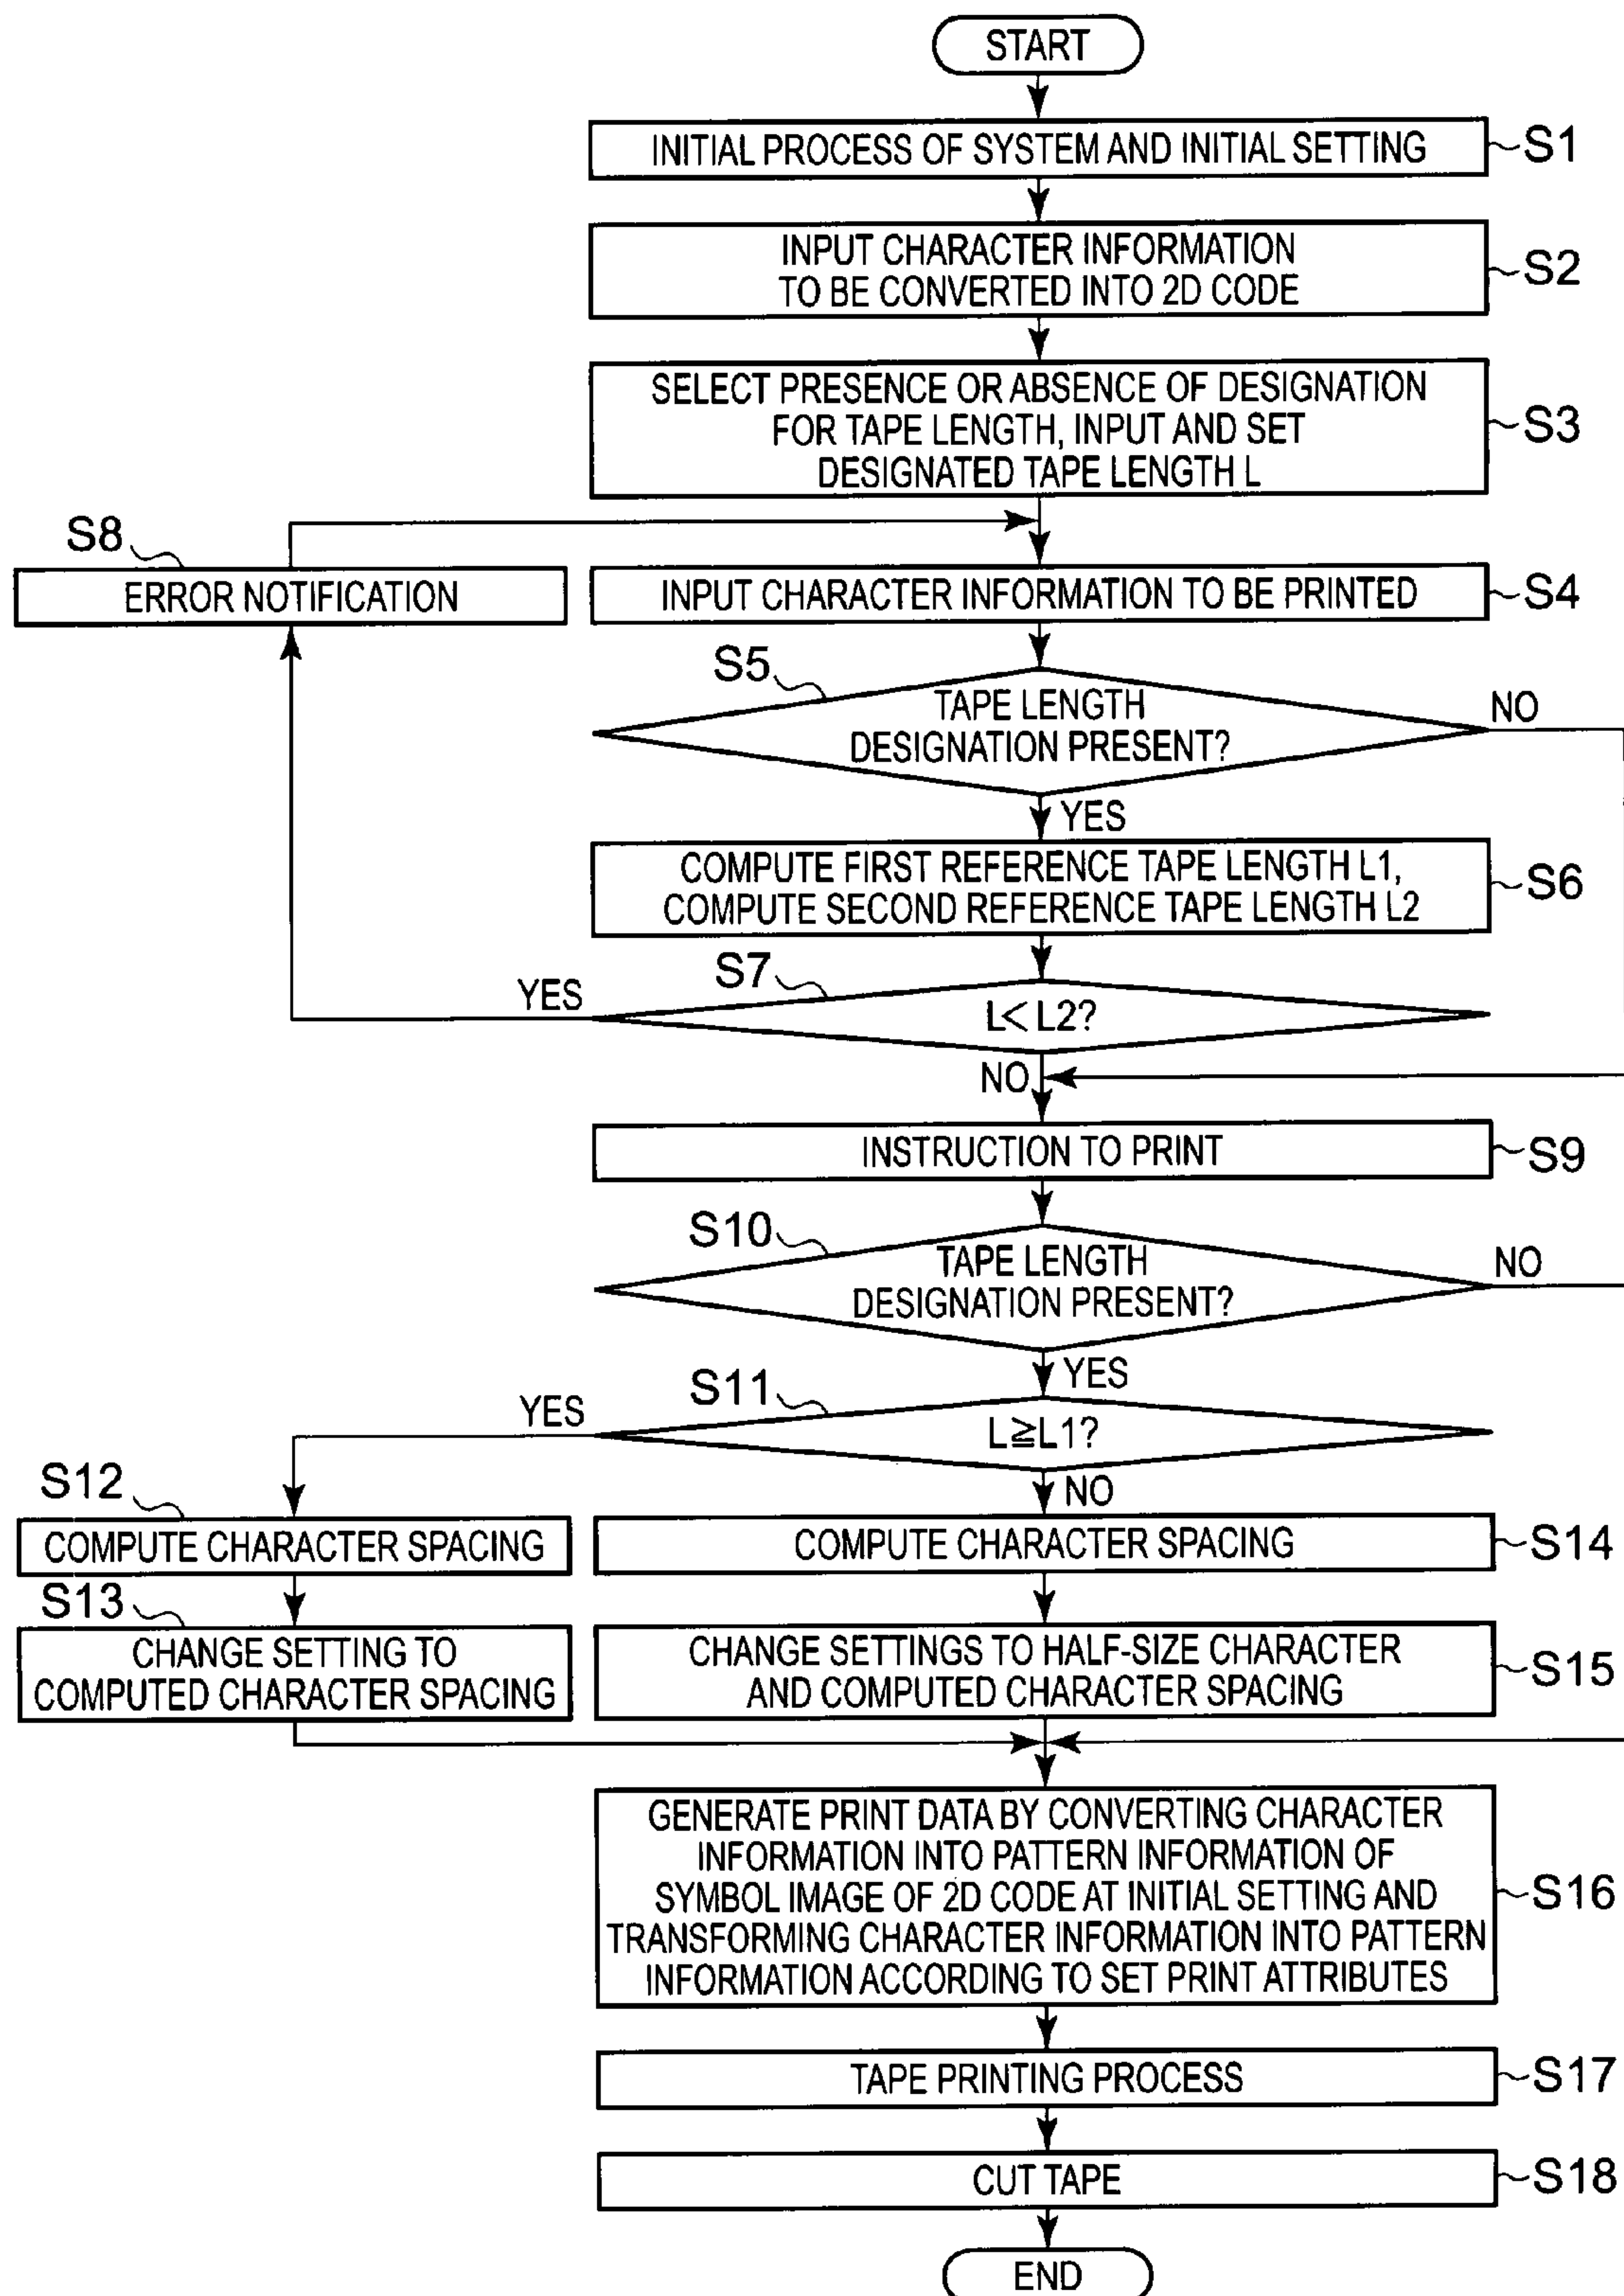 START
INITIAL PROCESS OF SYSTEM AND INITIAL SETTING
S1
INPUT CHARACTER INFORMATION
TO BE CONVERTED INTO 2D CODE
S2
SELECT PRESENCE OR ABSENCE OF DESIGNATION
FOR TAPE LENGTH, INPUT AND SET
DESIGNATED TAPE LENGTH L
S3
S8
ERROR NOTIFICATION
INPUT CHARACTER INFORMATION TO BE PRINTED
S4
S5
TAPE LENGTH
DESIGNATION PRESENT?
NO
YES
COMPUTE FIRST REFERENCE TAPE LENGTH L1,
COMPUTE SECOND REFERENCE TAPE LENGTH L2
S6
S7
YES
L< L2?
NO
INSTRUCTION TO PRINT
S9
S10
TAPE LENGTH
DESIGNATION PRESENT?
NO
YES
S11
YES
L≧L1?
NO
S12
COMPUTE CHARACTER SPACING
COMPUTE CHARACTER SPACING
S14
S13
CHANGE SETTING TO
COMPUTED CHARACTER SPACING
CHANGE SETTINGS TO HALF-SIZE CHARACTER
AND COMPUTED CHARACTER SPACING
S15
GENERATE PRINT DATA BY CONVERTING CHARACTER
INFORMATION INTO PATTERN INFORMATION OF
SYMBOL IMAGE OF 2D CODE AT INITIAL SETTING AND
TRANSFORMING CHARACTER INFORMATION INTO PATTERN
INFORMATION ACCORDING TO SET PRINT ATTRIBUTES
S16
TAPE PRINTING PROCESS
S17
CUT TAPE
S18
END